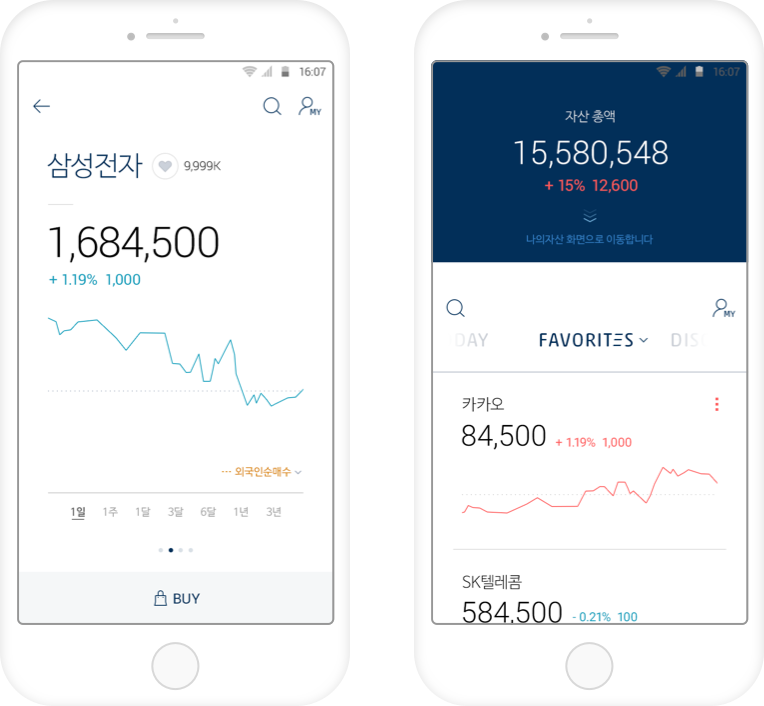 16:07
MY
삼성전자 9,999K
1,684,500
+ 1.19% 1,000
외국인순매수
1일 1주 1달 3달 6달 1년 3년
BUY
16:07
자산 총액
15,580,548
+ 15% 12,600
나의자산 화면으로 이동합니다
MY
DAY FAVORITES DIS
카카오
84,500 + 1.19% 1,000
SK텔레콤
584,500 - 0.21% 100